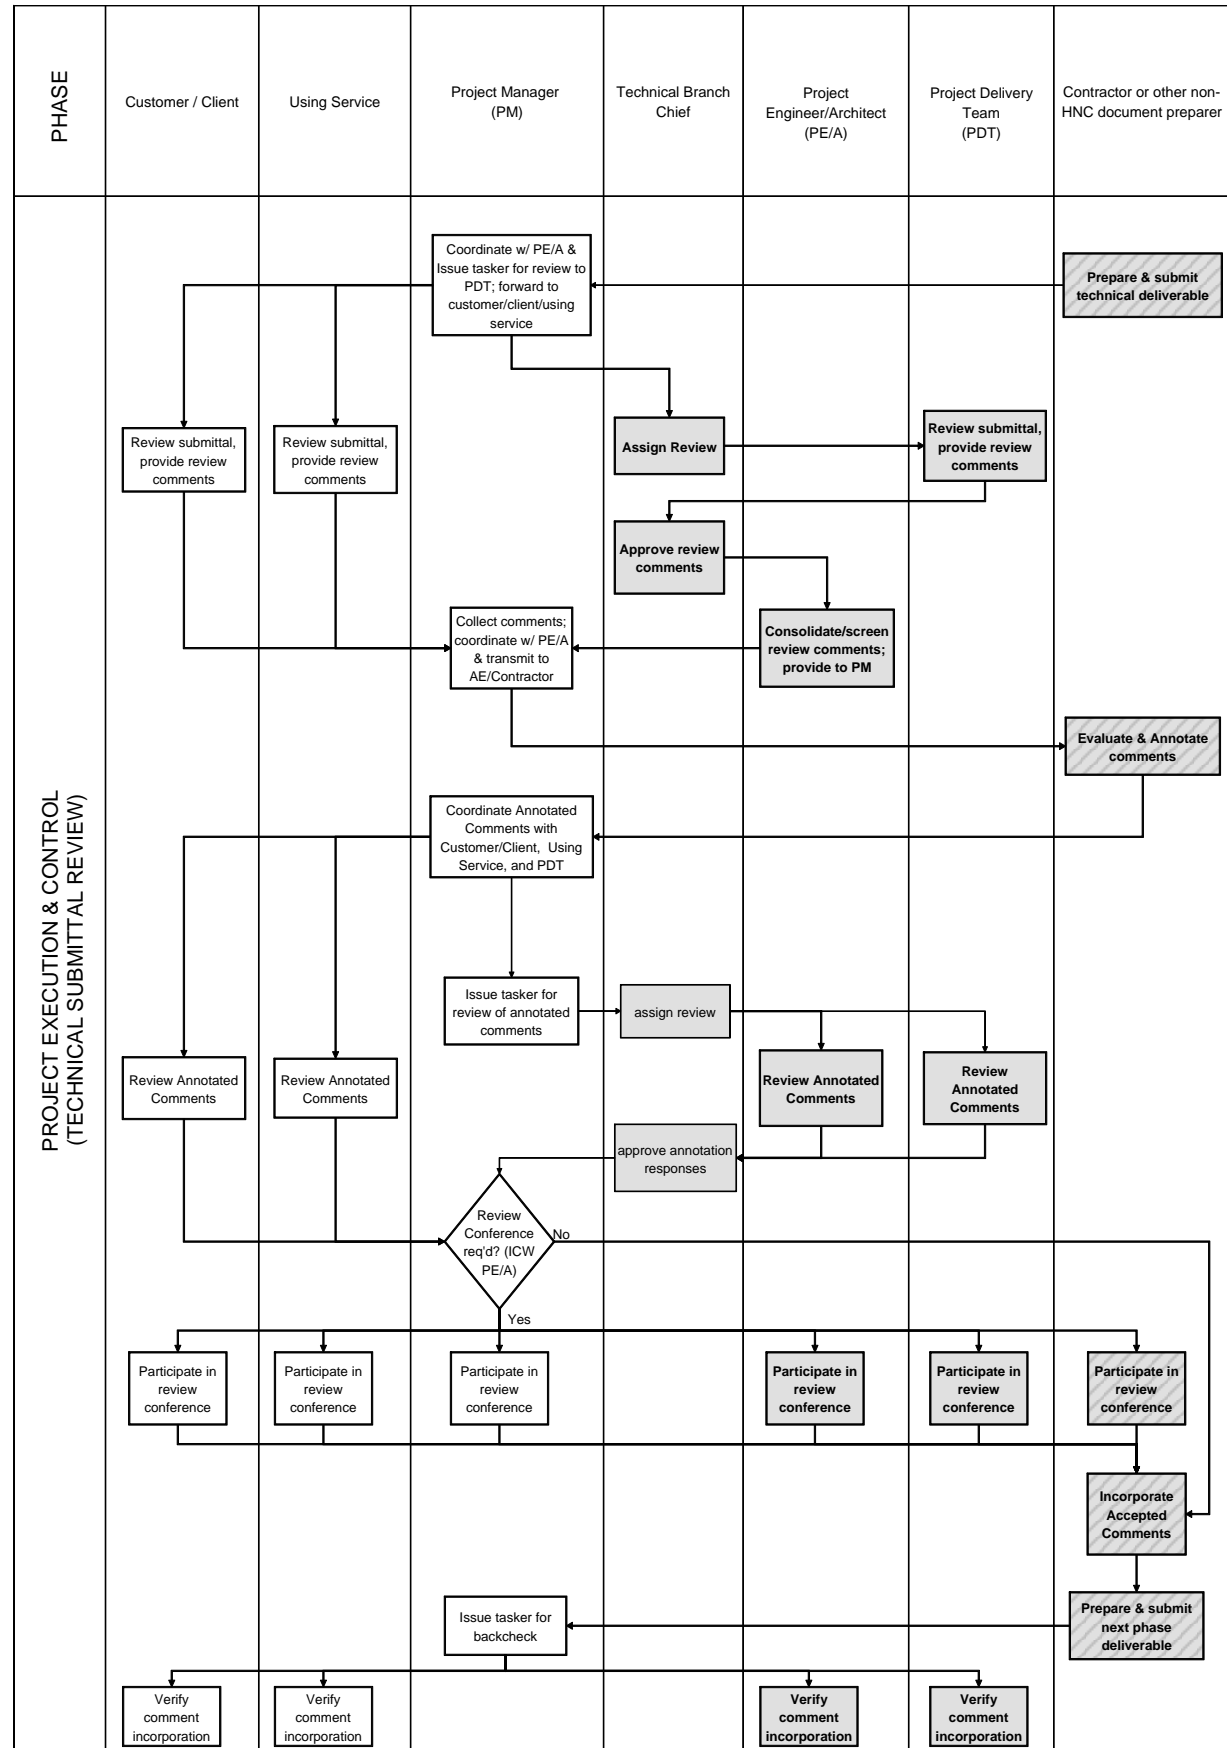 PHASE
Customer / Client
Using Service
Project Manager
(PM)
Technical Branch
Chief
Project
Engineer/Architect
(PE/A)
Project Delivery
Team
(PDT)
Contractor or other non-
HNC document preparer
PROJECT EXECUTION & CONTROL
(TECHNICAL SUBMITTAL REVIEW)
Coordinate w/ PE/A &
Issue tasker for review to
PDT; forward to
customer/client/using
service
Prepare & submit
technical deliverable
Review submittal,
provide review
comments
Review submittal,
provide review
comments
Assign Review
Review submittal,
provide review
comments
Approve review
comments
Collect comments;
coordinate w/ PE/A
& transmit to
AE/Contractor
Consolidate/screen
review comments;
provide to PM
Evaluate & Annotate
comments
Coordinate Annotated
Comments with
Customer/Client, Using
Service, and PDT
Issue tasker for
review of annotated
comments
assign review
Review Annotated
Comments
Review Annotated
Comments
Review Annotated
Comments
Review
Annotated
Comments
approve annotation
responses
Review
Conference
req'd? (ICW
PE/A)
No
Yes
Participate in
review
conference
Participate in
review
conference
Participate in
review
conference
Participate in
review
conference
Participate in
review
conference
Participate in
review
conference
Incorporate
Accepted
Comments
Issue tasker for
backcheck
Prepare & submit
next phase
deliverable
Verify
comment
incorporation
Verify
comment
incorporation
Verify
comment
incorporation
Verify
comment
incorporation